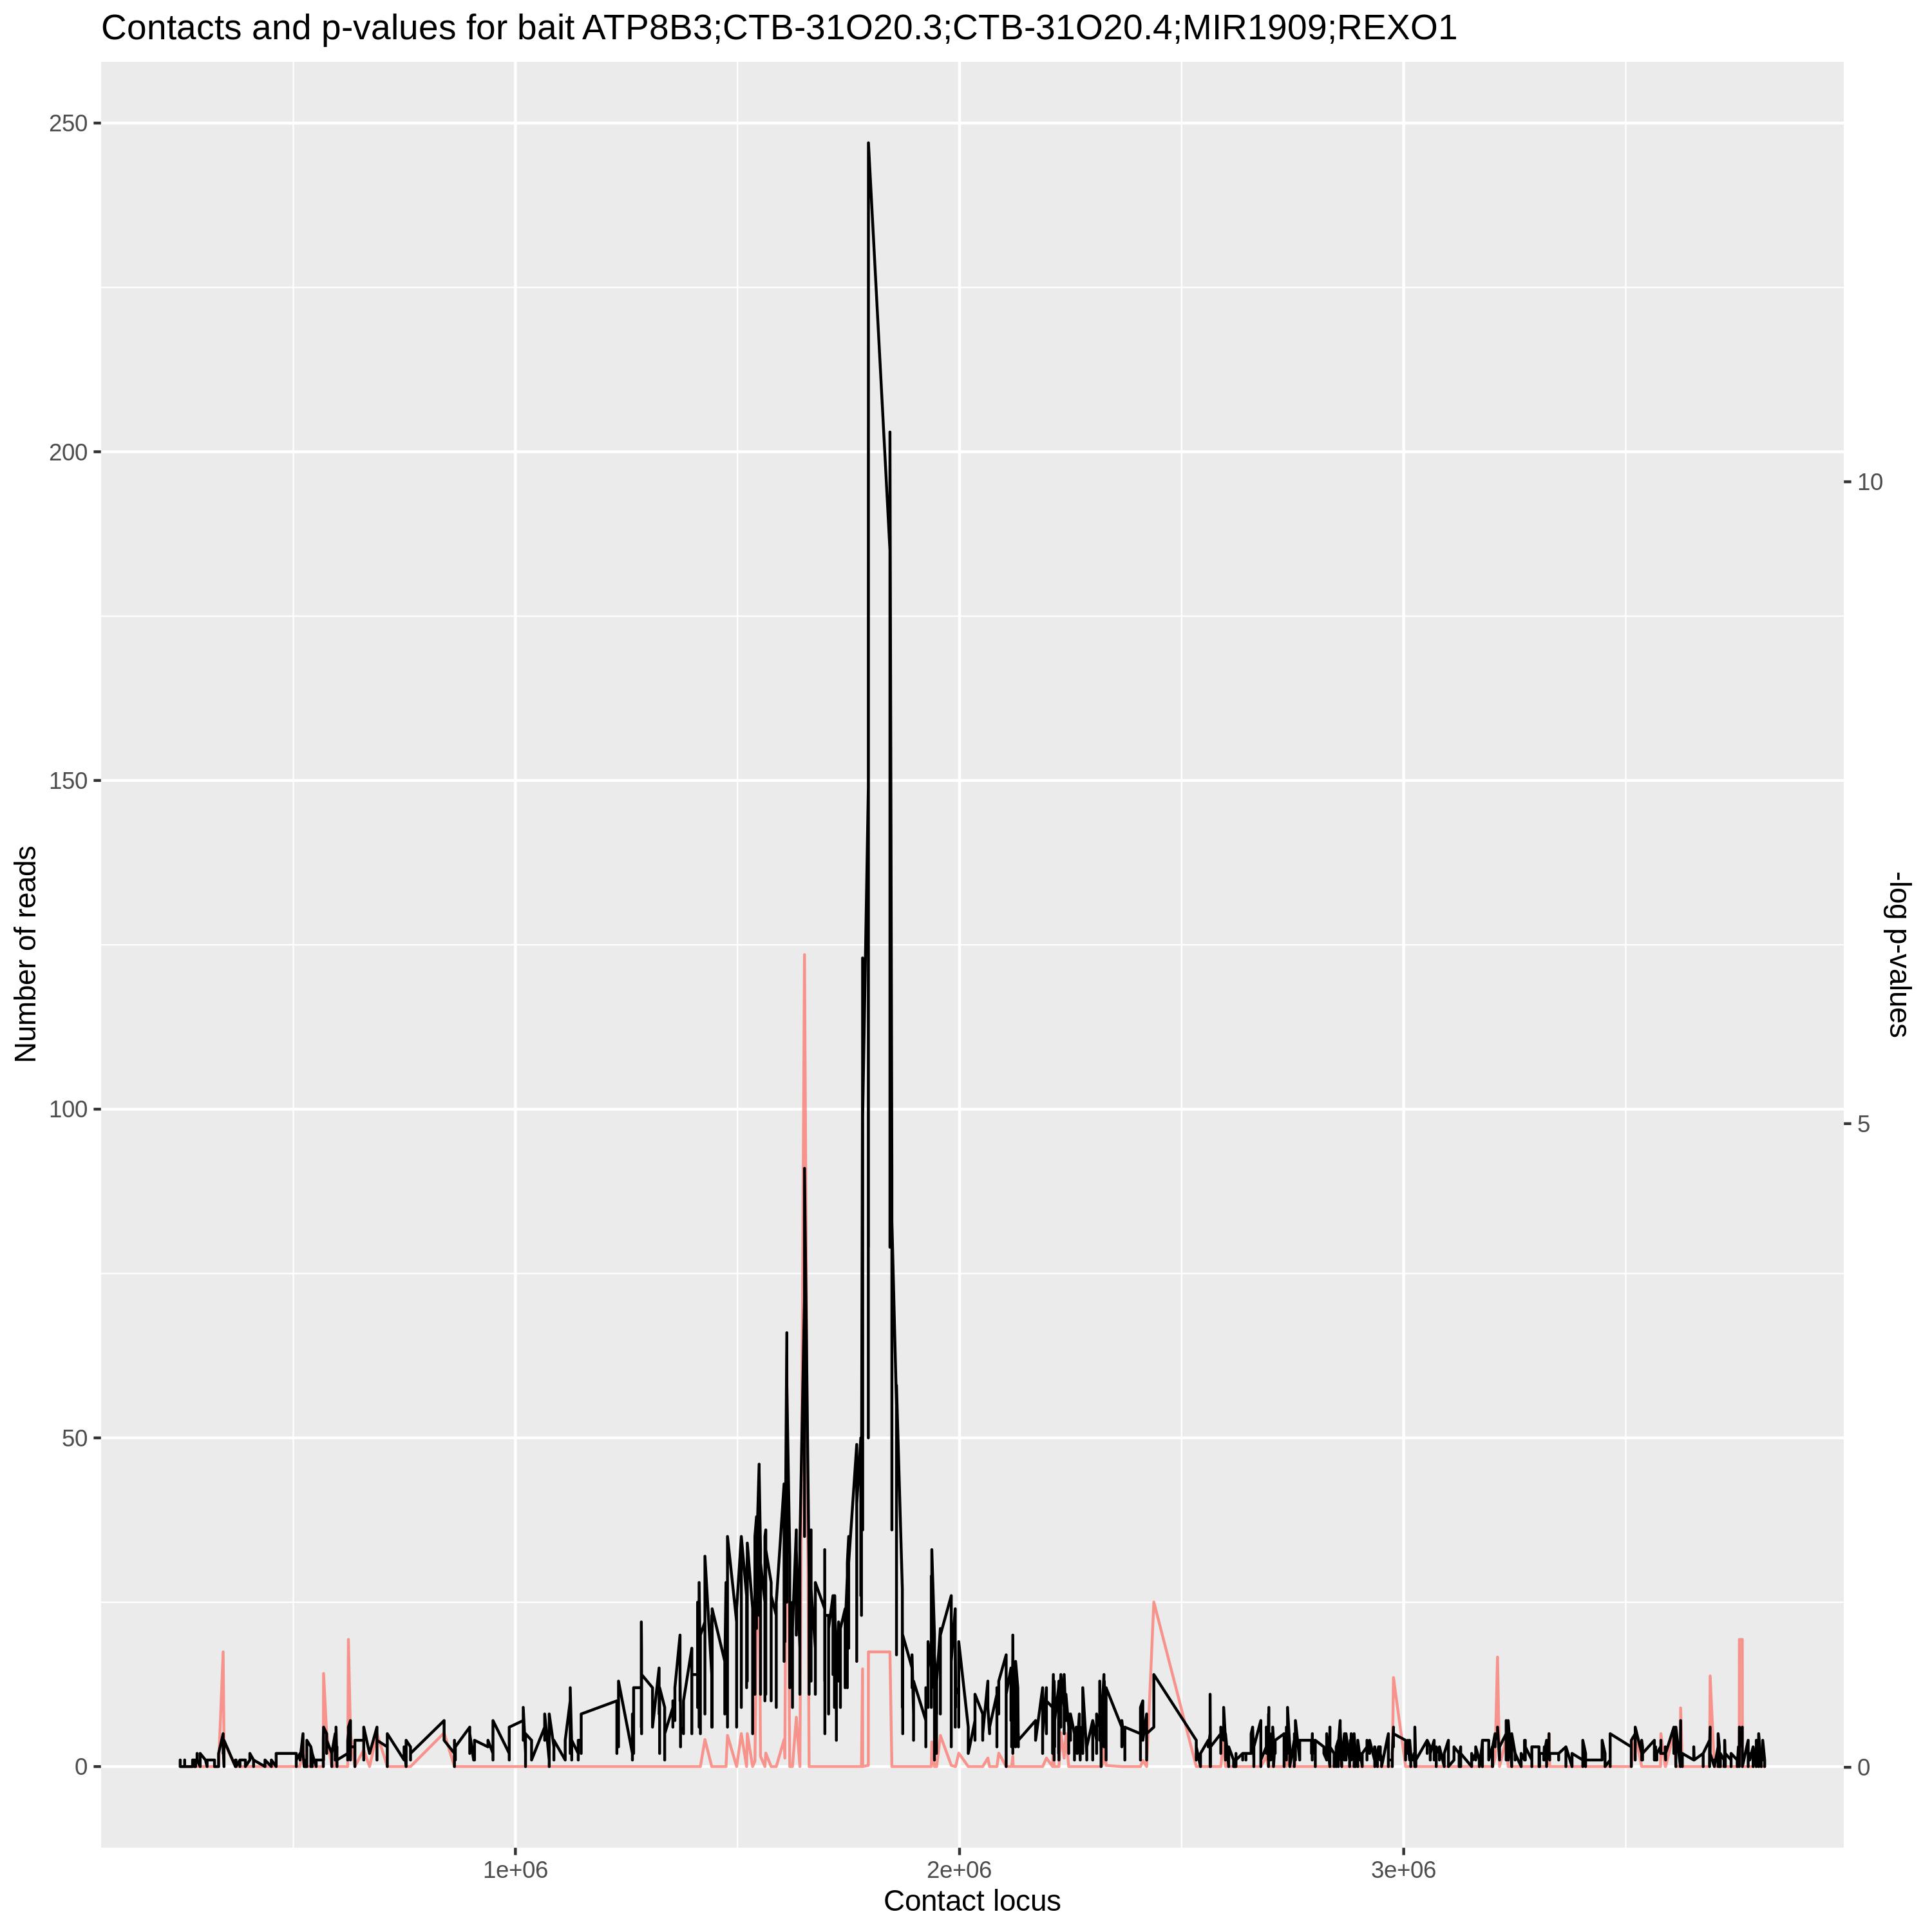 Contacts and p-values for bait ATP8B3;CTB-31O20.3;CTB-31O20.4;MIR1909;REXO1
250
200
150
100
50
0
Number of reads
10
5
0
-log p-values
1e+06
2e+06
3e+06
Contact locus